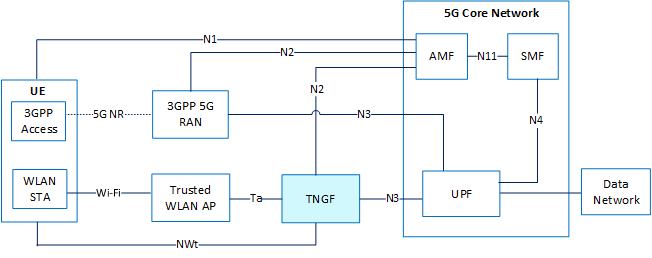 5G Core Network
N1
N2
AMF
N11
SMF
N2
UE
3GPP
Access
5G NR
3GPP 5G
RAN
N3
N4
WLAN
STA
Wi-Fi
Trusted
WLAN AP
Ta
TNGF
N3
UPF
Data
Network
NWt